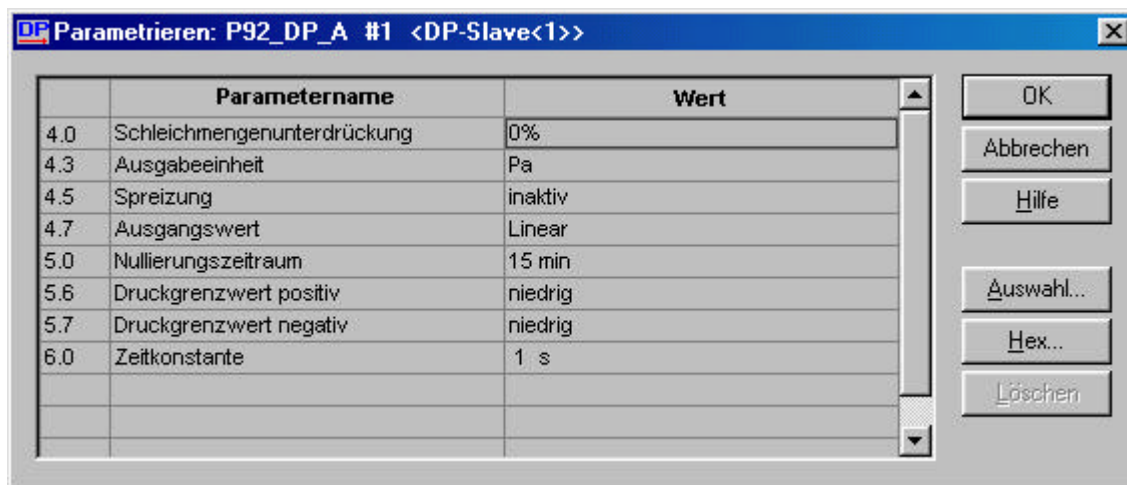 DP Parametrieren: P92_DP_A #1 <DP-Slave<1>>
Parametername Wert
4.0 Schleichmengenunterdrückung 0%
4.3 Ausgabeeinheit Pa
4.5 Spreizung inaktiv
4.7 Ausgangswert Linear
5.0 Nullierungszeitraum 15 min
5.6 Druckgrenzwert positiv niedrig
5.7 Druckgrenzwert negativ niedrig
6.0 Zeitkonstante 1 s
OK
Abbrechen
Hilfe
Auswahl...
Hex...
Löschen